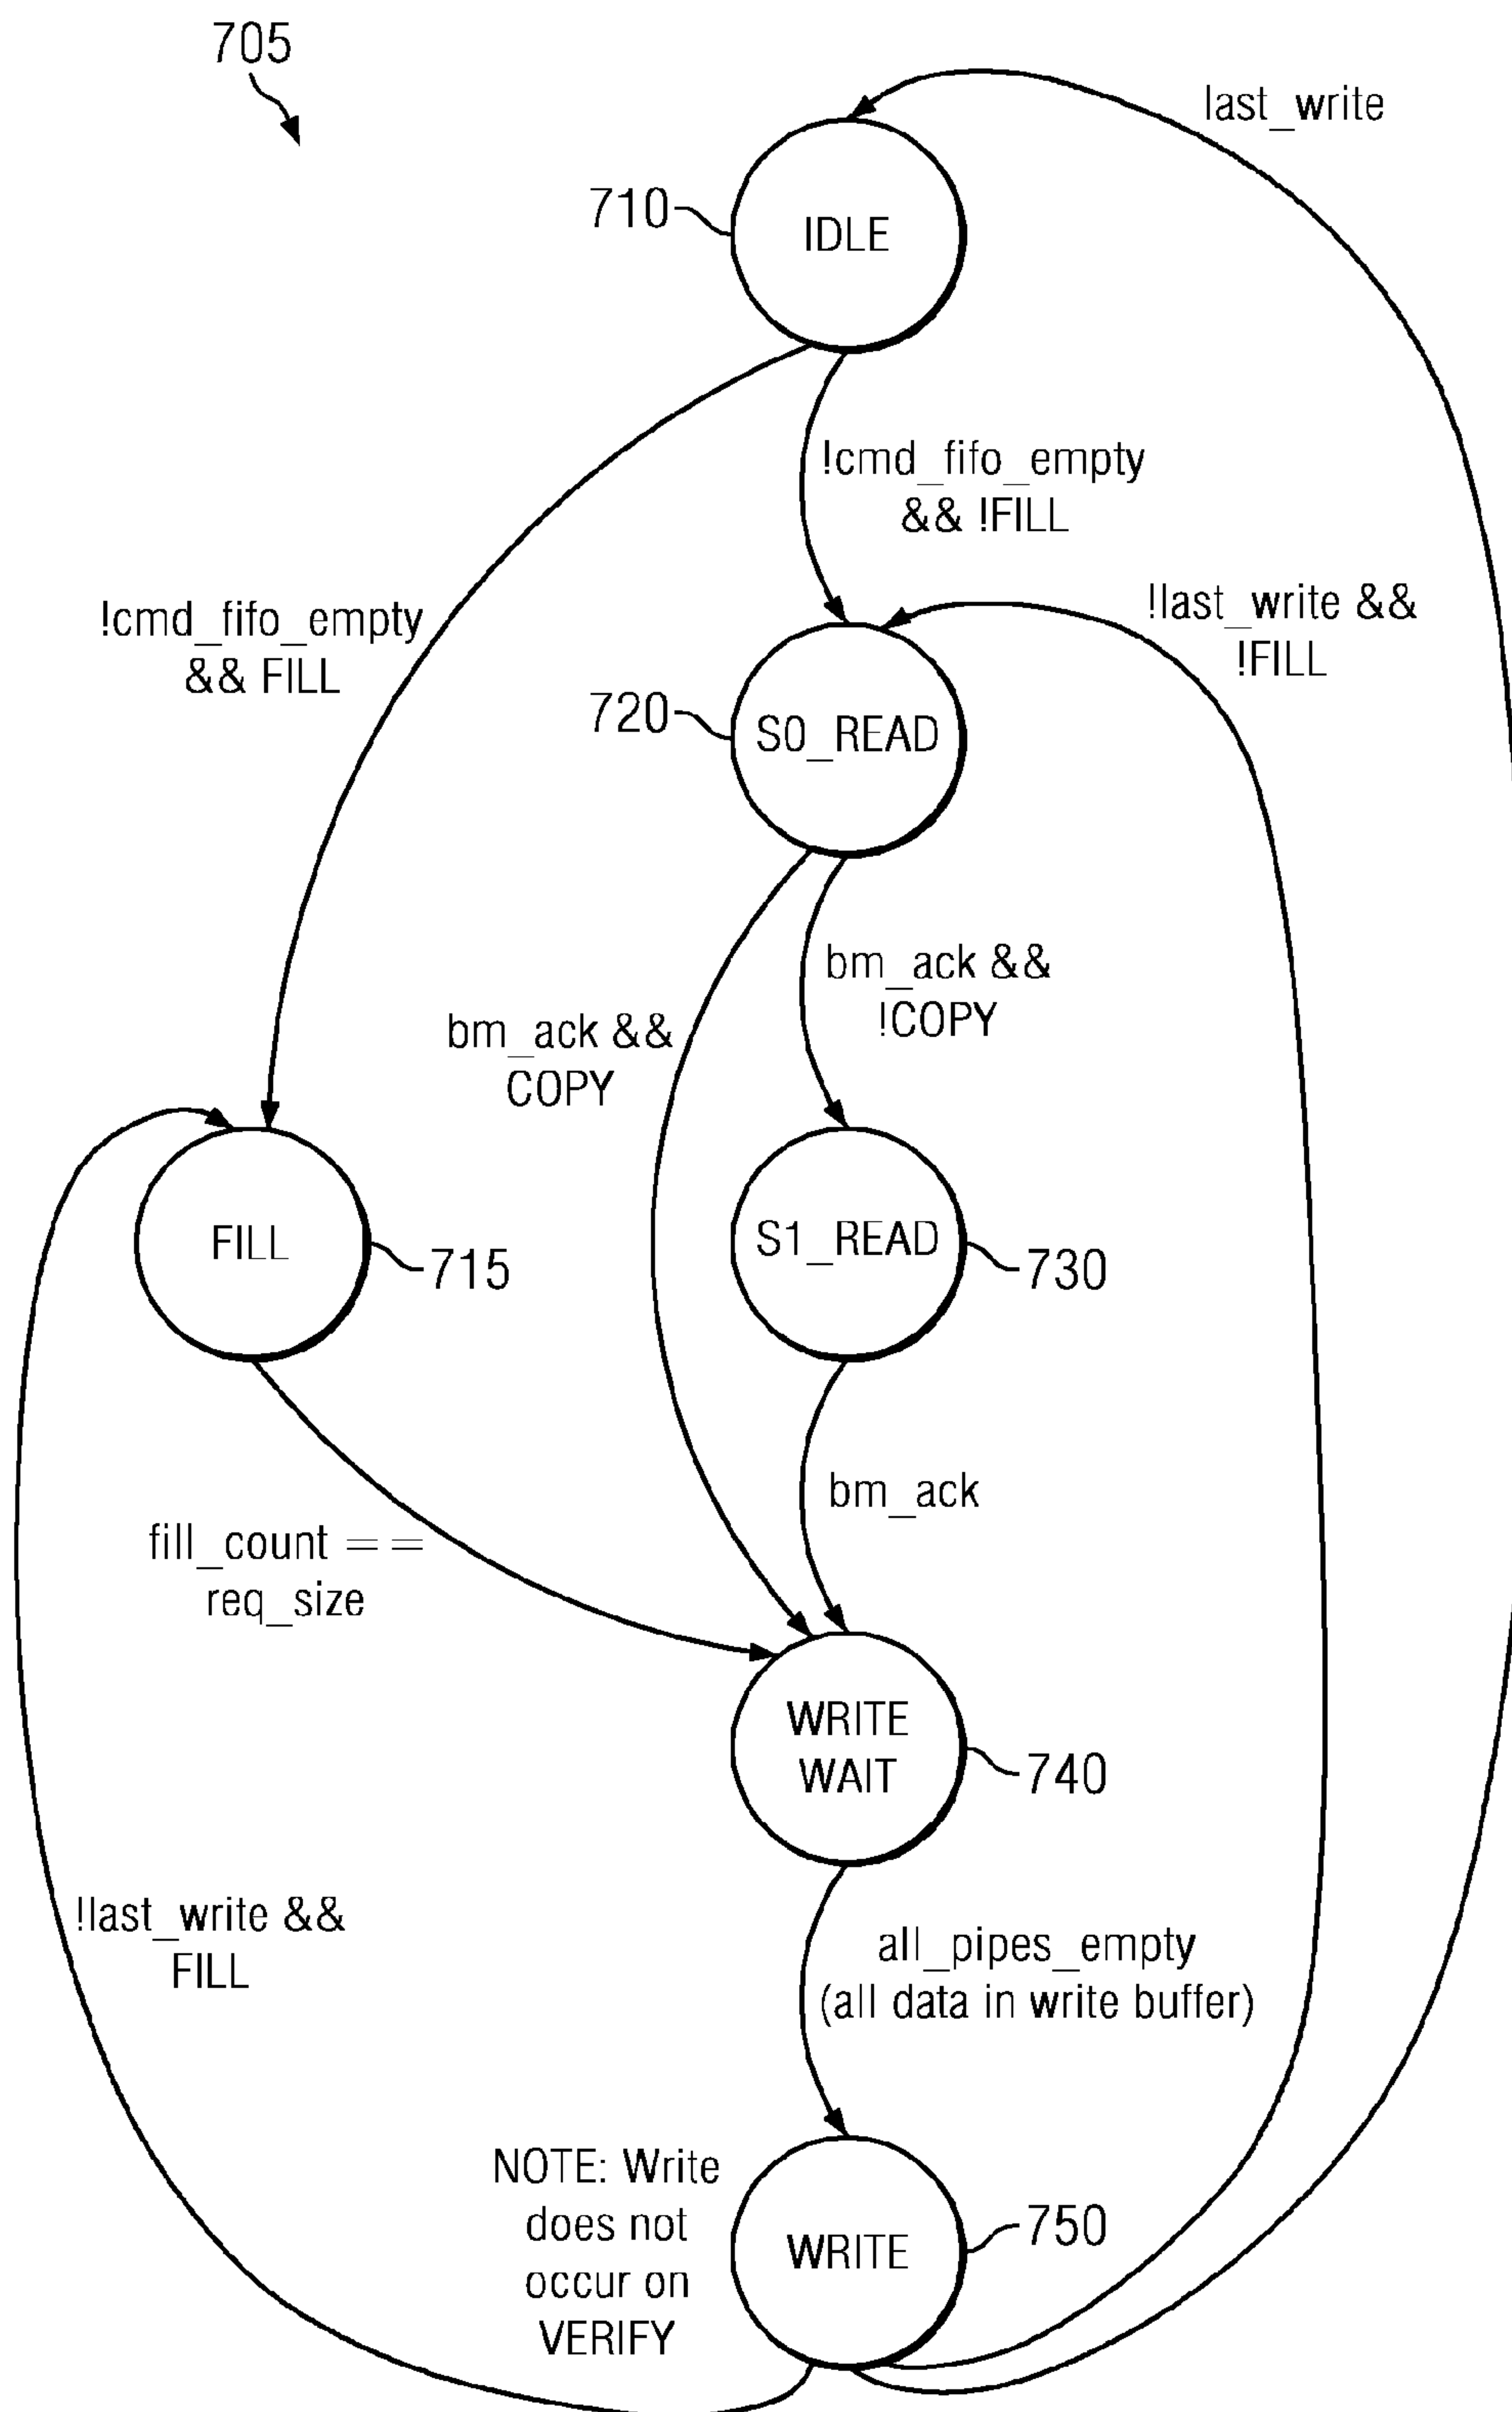 705
last_write
710
IDLE
!cmd_fifo_empty
&& !FILL
!cmd_fifo_empty
&& FILL
!last_write &&
!FILL
720
S0_READ
bm_ack &&
!COPY
bm_ack &&
COPY
FILL
715
S1_READ
730
bm_ack
fill_count ==
req_size
WRITE
WAIT
740
!last_write &&
FILL
all_pipes_empty
(all data in write buffer)
NOTE: Write
does not
occur on
VERIFY
WRITE
750